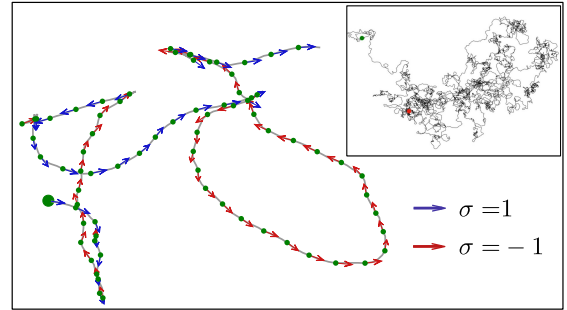 σ = 1
σ = − 1